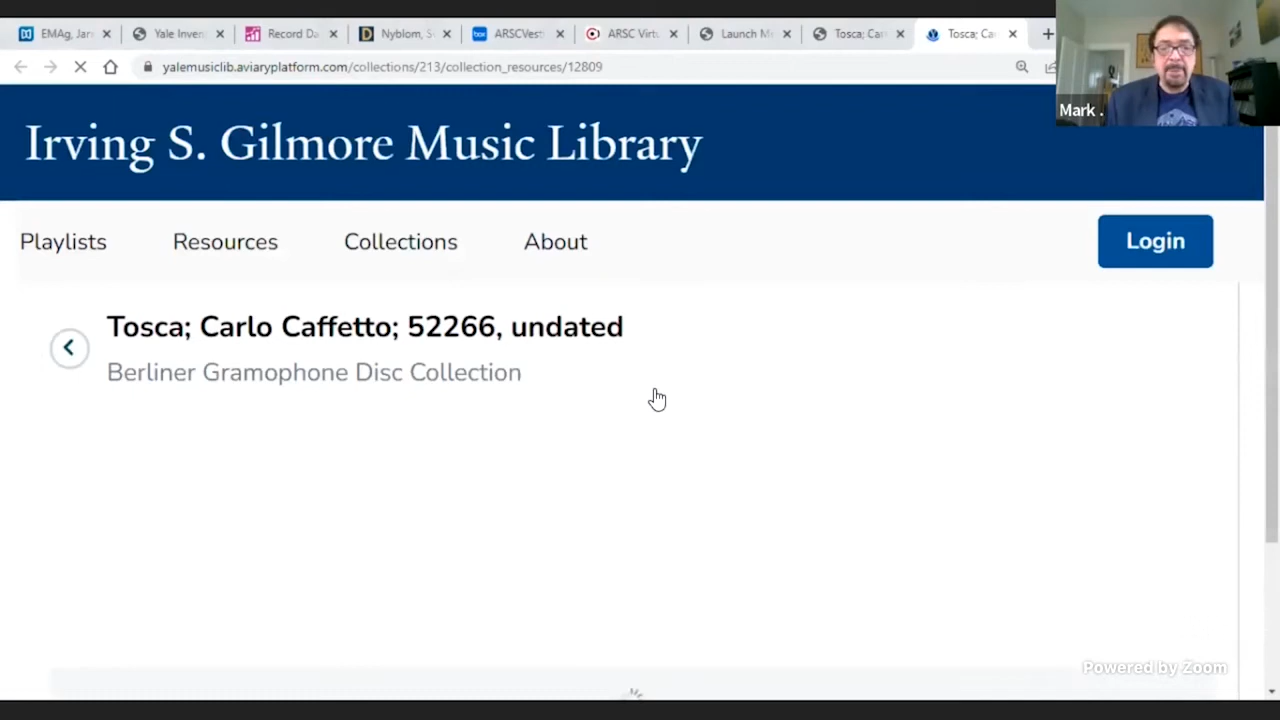 EMAg, Jar
Yale Inven
Record Da
Nyblom, S
ARSCVest
ARSC Virtu
Launch M
Tosca; Car
Tosca; Ca
yalemusiclib.aviaryplatform.com/collections/213/collection_resources/12809
Mark .
Irving S. Gilmore Music Library
Playlists
Resources
Collections
About
Login
Tosca; Carlo Caffetto; 52266, undated
Berliner Gramophone Disc Collection
Powered by Zoom